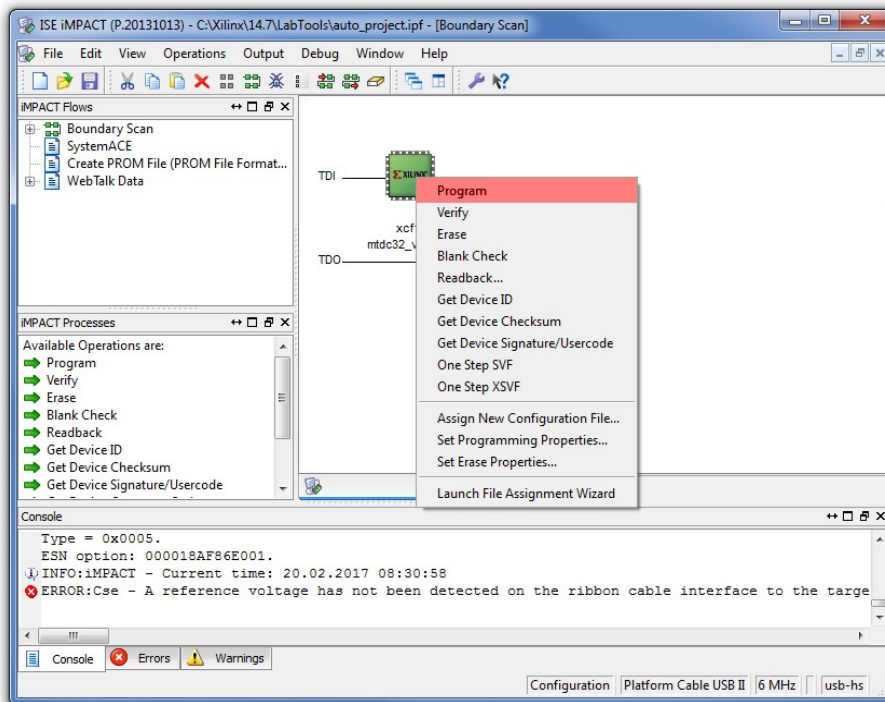 ISE iMPACT (P.20131013) - C:\Xilinx\14.7\LabTools\auto_project.ipf - [Boundary Scan]
File Edit View Operations Output Debug Window Help
iMPACT Flows
Boundary Scan
SystemACE
Create PROM File (PROM File Format...
WebTalk Data
TDI
XILINX
TDO
Program
Verify
Erase
Blank Check
Readback...
Get Device ID
Get Device Checksum
Get Device Signature/Usercode
One Step SVF
One Step XSVF
Assign New Configuration File...
Set Programming Properties...
Set Erase Properties...
Launch File Assignment Wizard
iMPACT Processes
Available Operations are:
Program
Verify
Erase
Blank Check
Readback
Get Device ID
Get Device Checksum
Get Device Signature/Usercode
Console
Type = 0x0005.
ESN option: 000018AF86E001.
INFO:iMPACT - Current time: 20.02.2017 08:30:58
ERROR:Cse - A reference voltage has not been detected on the ribbon cable interface to the targe
Console Errors Warnings
Configuration Platform Cable USB II 6 MHz usb-hs